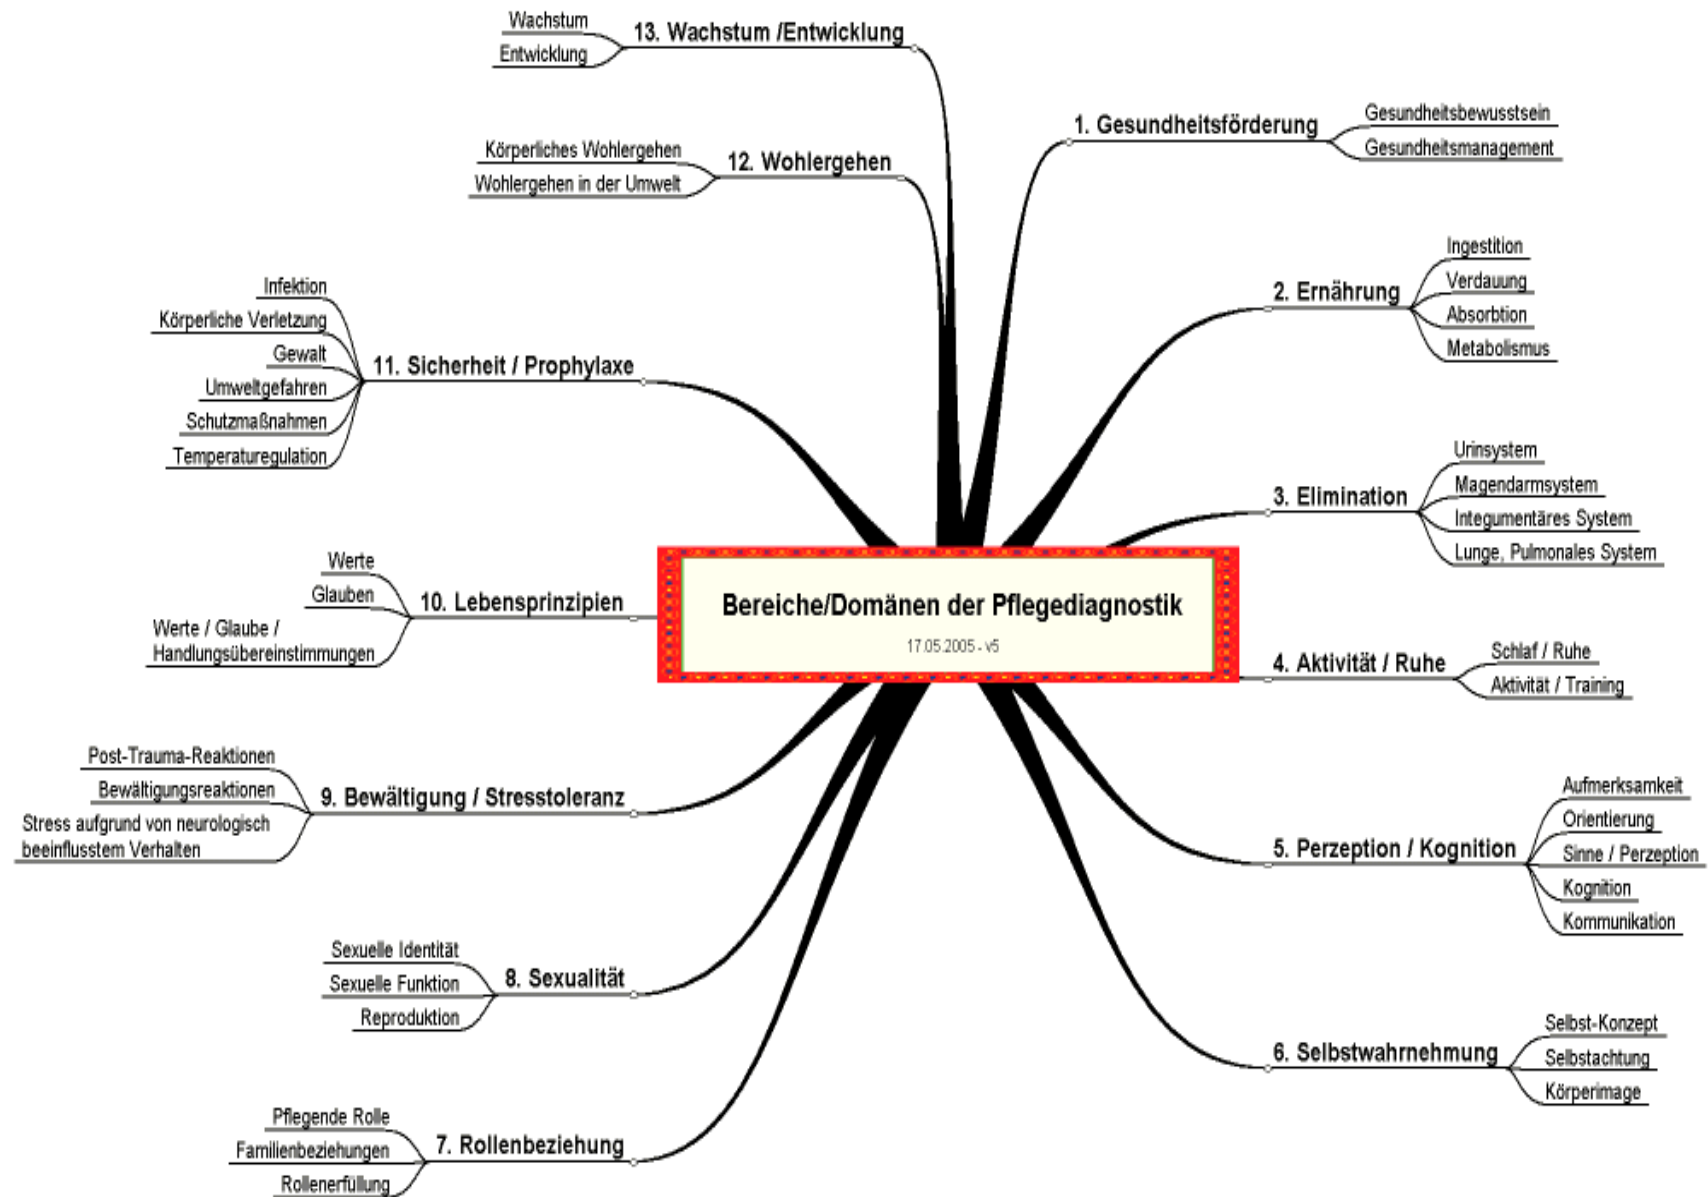 Bereiche/Domänen der Pflegediagnostik
17.05.2005 - v5
1. Gesundheitsförderung
Gesundheitsbewusstsein
Gesundheitsmanagement
2. Ernährung
Ingestition
Verdauung
Absorbtion
Metabolismus
3. Elimination
Urinsystem
Magendarmsystem
Integumentäres System
Lunge, Pulmonales System
4. Aktivität / Ruhe
Schlaf / Ruhe
Aktivität / Training
5. Perzeption / Kognition
Aufmerksamkeit
Orientierung
Sinne / Perzeption
Kognition
Kommunikation
6. Selbstwahrnehmung
Selbst-Konzept
Selbstachtung
Körperimage
7. Rollenbeziehung
Pflegende Rolle
Familienbeziehungen
Rollenerfüllung
8. Sexualität
Sexuelle Identität
Sexuelle Funktion
Reproduktion
9. Bewältigung / Stresstoleranz
Post-Trauma-Reaktionen
Bewältigungsreaktionen
Stress aufgrund von neurologisch
beeinflusstem Verhalten
10. Lebensprinzipien
Werte
Glauben
Werte / Glaube /
Handlungsübereinstimmungen
11. Sicherheit / Prophylaxe
Infektion
Körperliche Verletzung
Gewalt
Umweltgefahren
Schutzmaßnahmen
Temperaturegulation
12. Wohlergehen
Körperliches Wohlergehen
Wohlergehen in der Umwelt
13. Wachstum /Entwicklung
Wachstum
Entwicklung